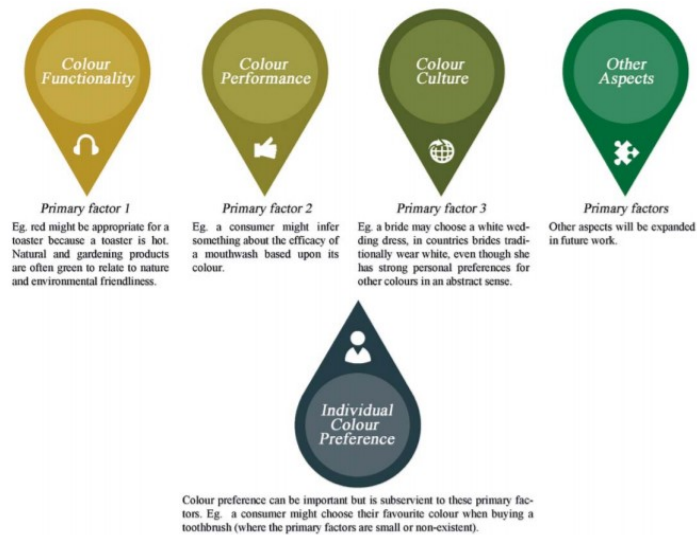 Colour
Functionality
Colour
Performance
Colour
Culture
Other
Aspects
Primary factor 1
Eg. red might be appropriate for a
toaster because a toaster is hot.
Natural and gardening products
are often green to relate to nature
and environmental friendliness.
Primary factor 2
Eg. a consumer might infer
something about the efficacy of
a mouthwash based upon its
colour.
Primary factor 3
Eg. a bride may choose a white wed-
ding dress, in countries brides tradi-
tionally wear white, even though she
has strong personal preferences for
other colours in an abstract sense.
Primary factors
Other aspects will be expanded
in future work.
Individual
Colour
Preference
Colour preference can be important but is subservient to these primary fac-
tors. Eg. a consumer might choose their favourite colour when buying a
toothbrush (where the primary factors are small or non-existent).